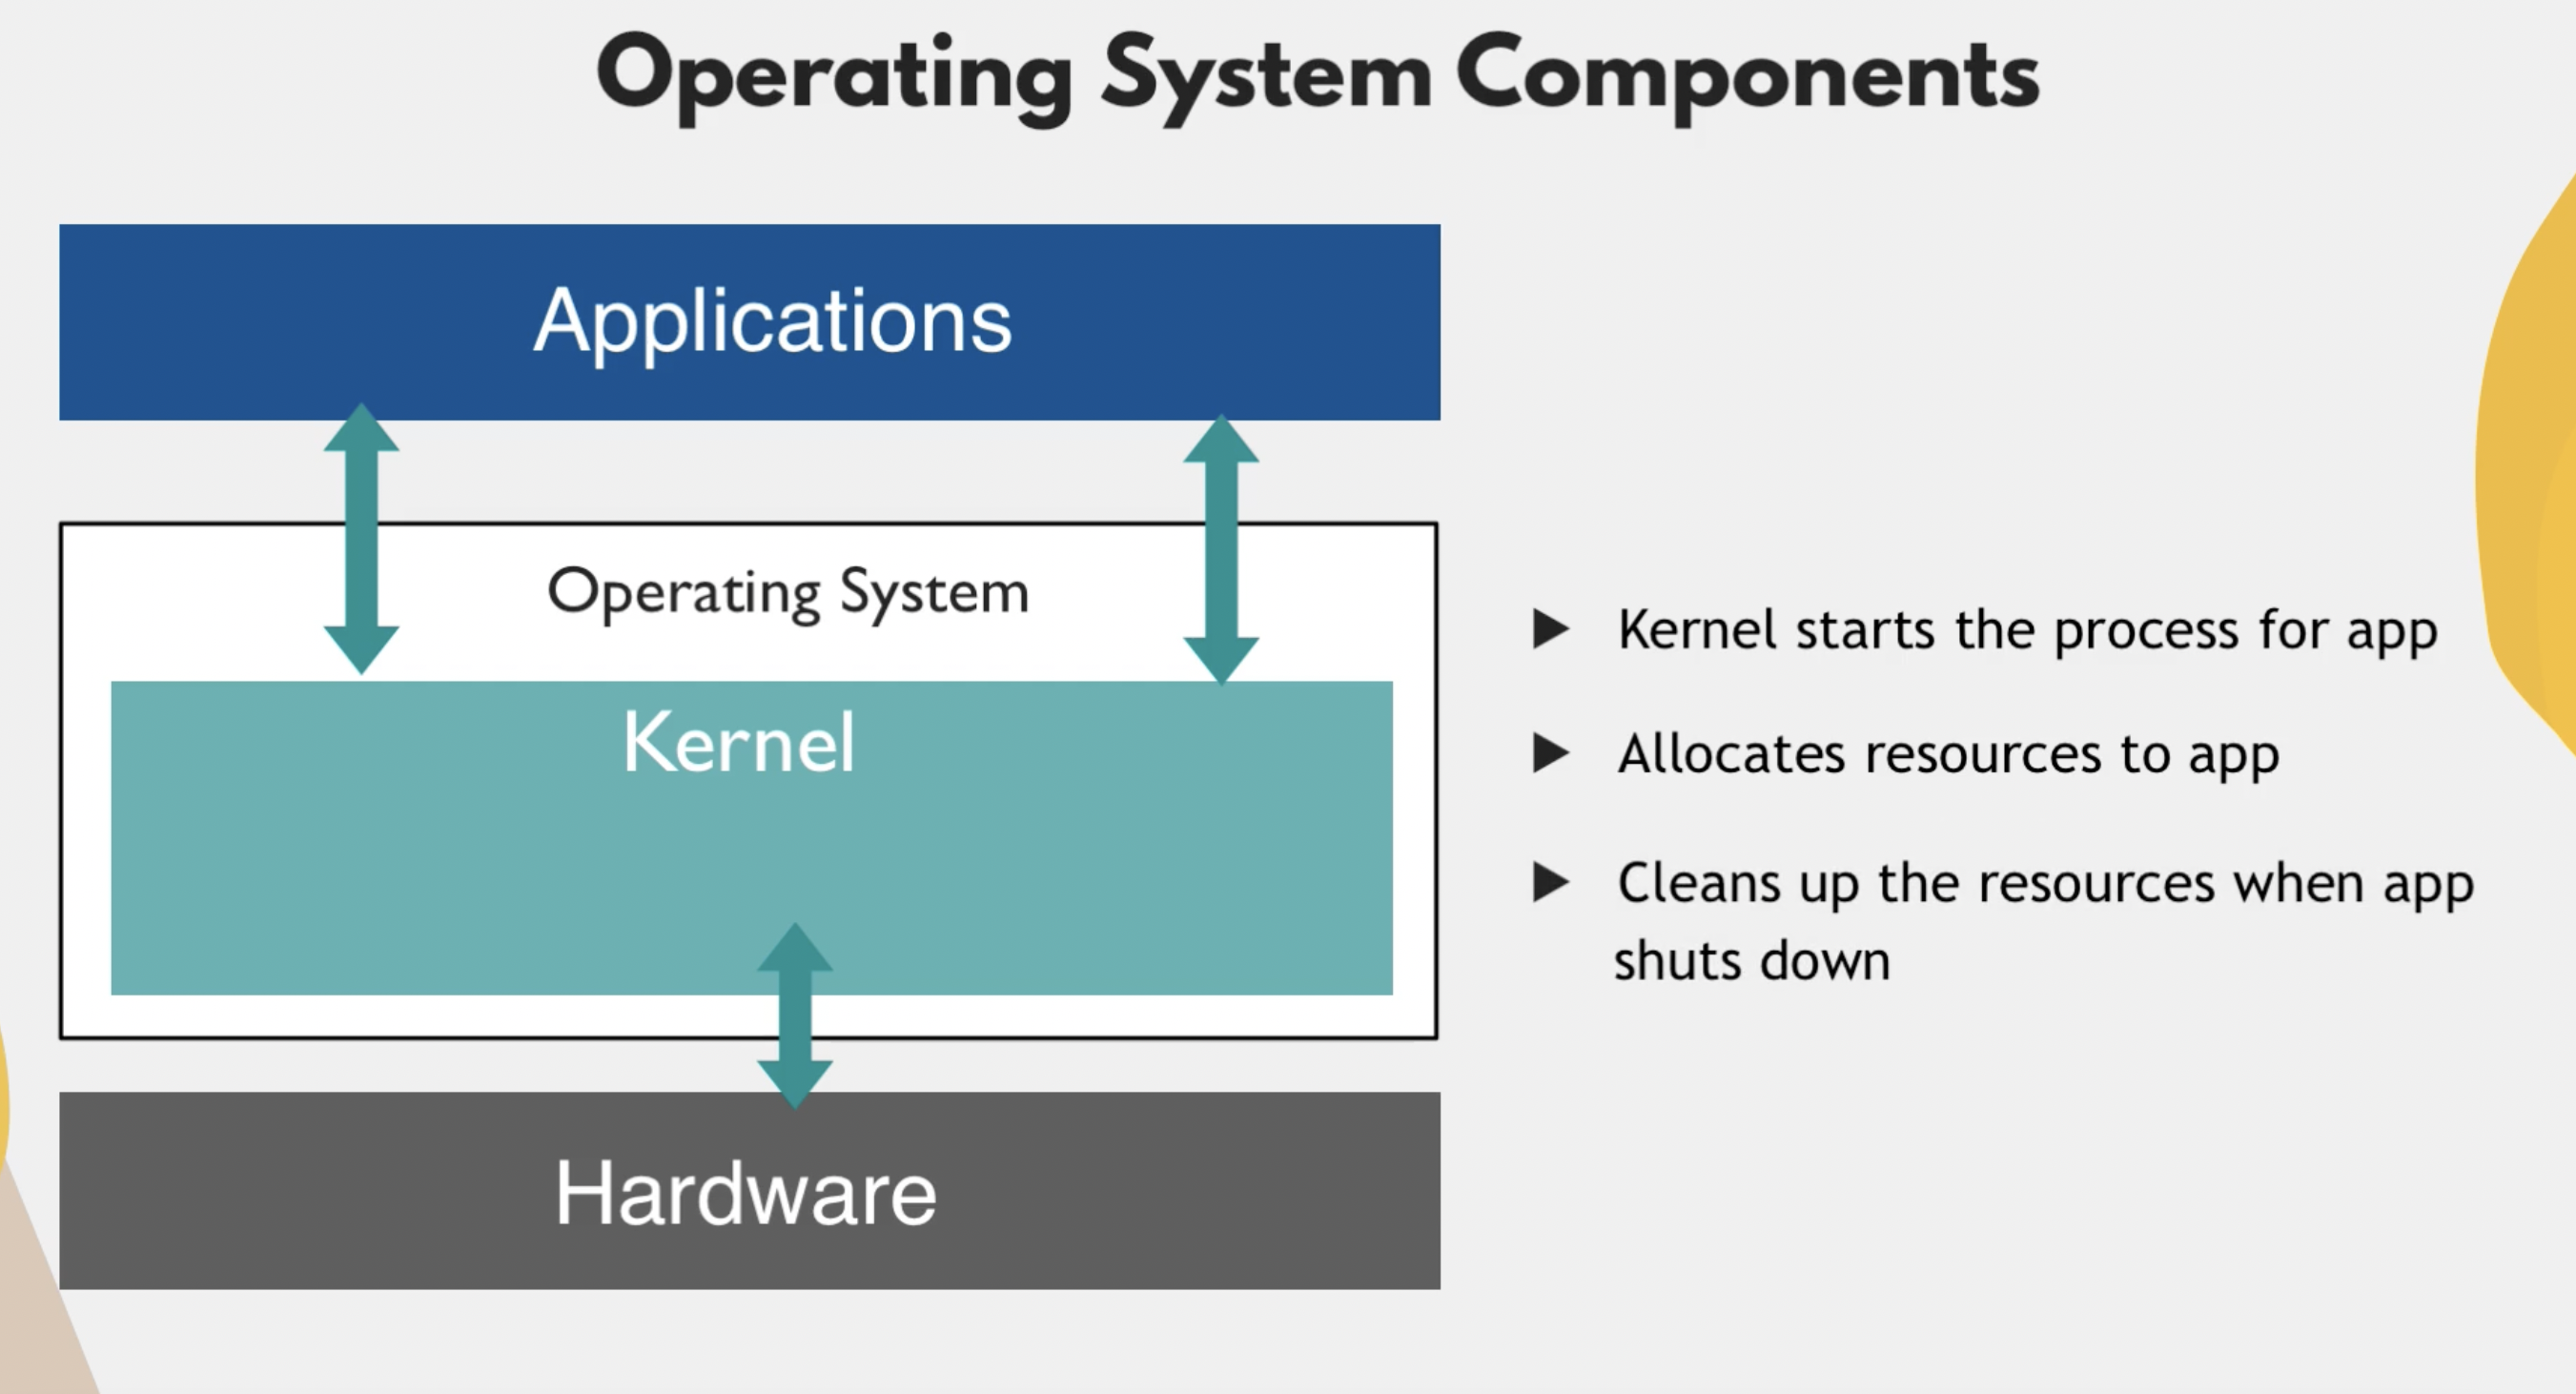 Operating System Components
Applications
Operating System
Kernel
Hardware
Kernel starts the process for app
Allocates resources to app
Cleans up the resources when app
shuts down